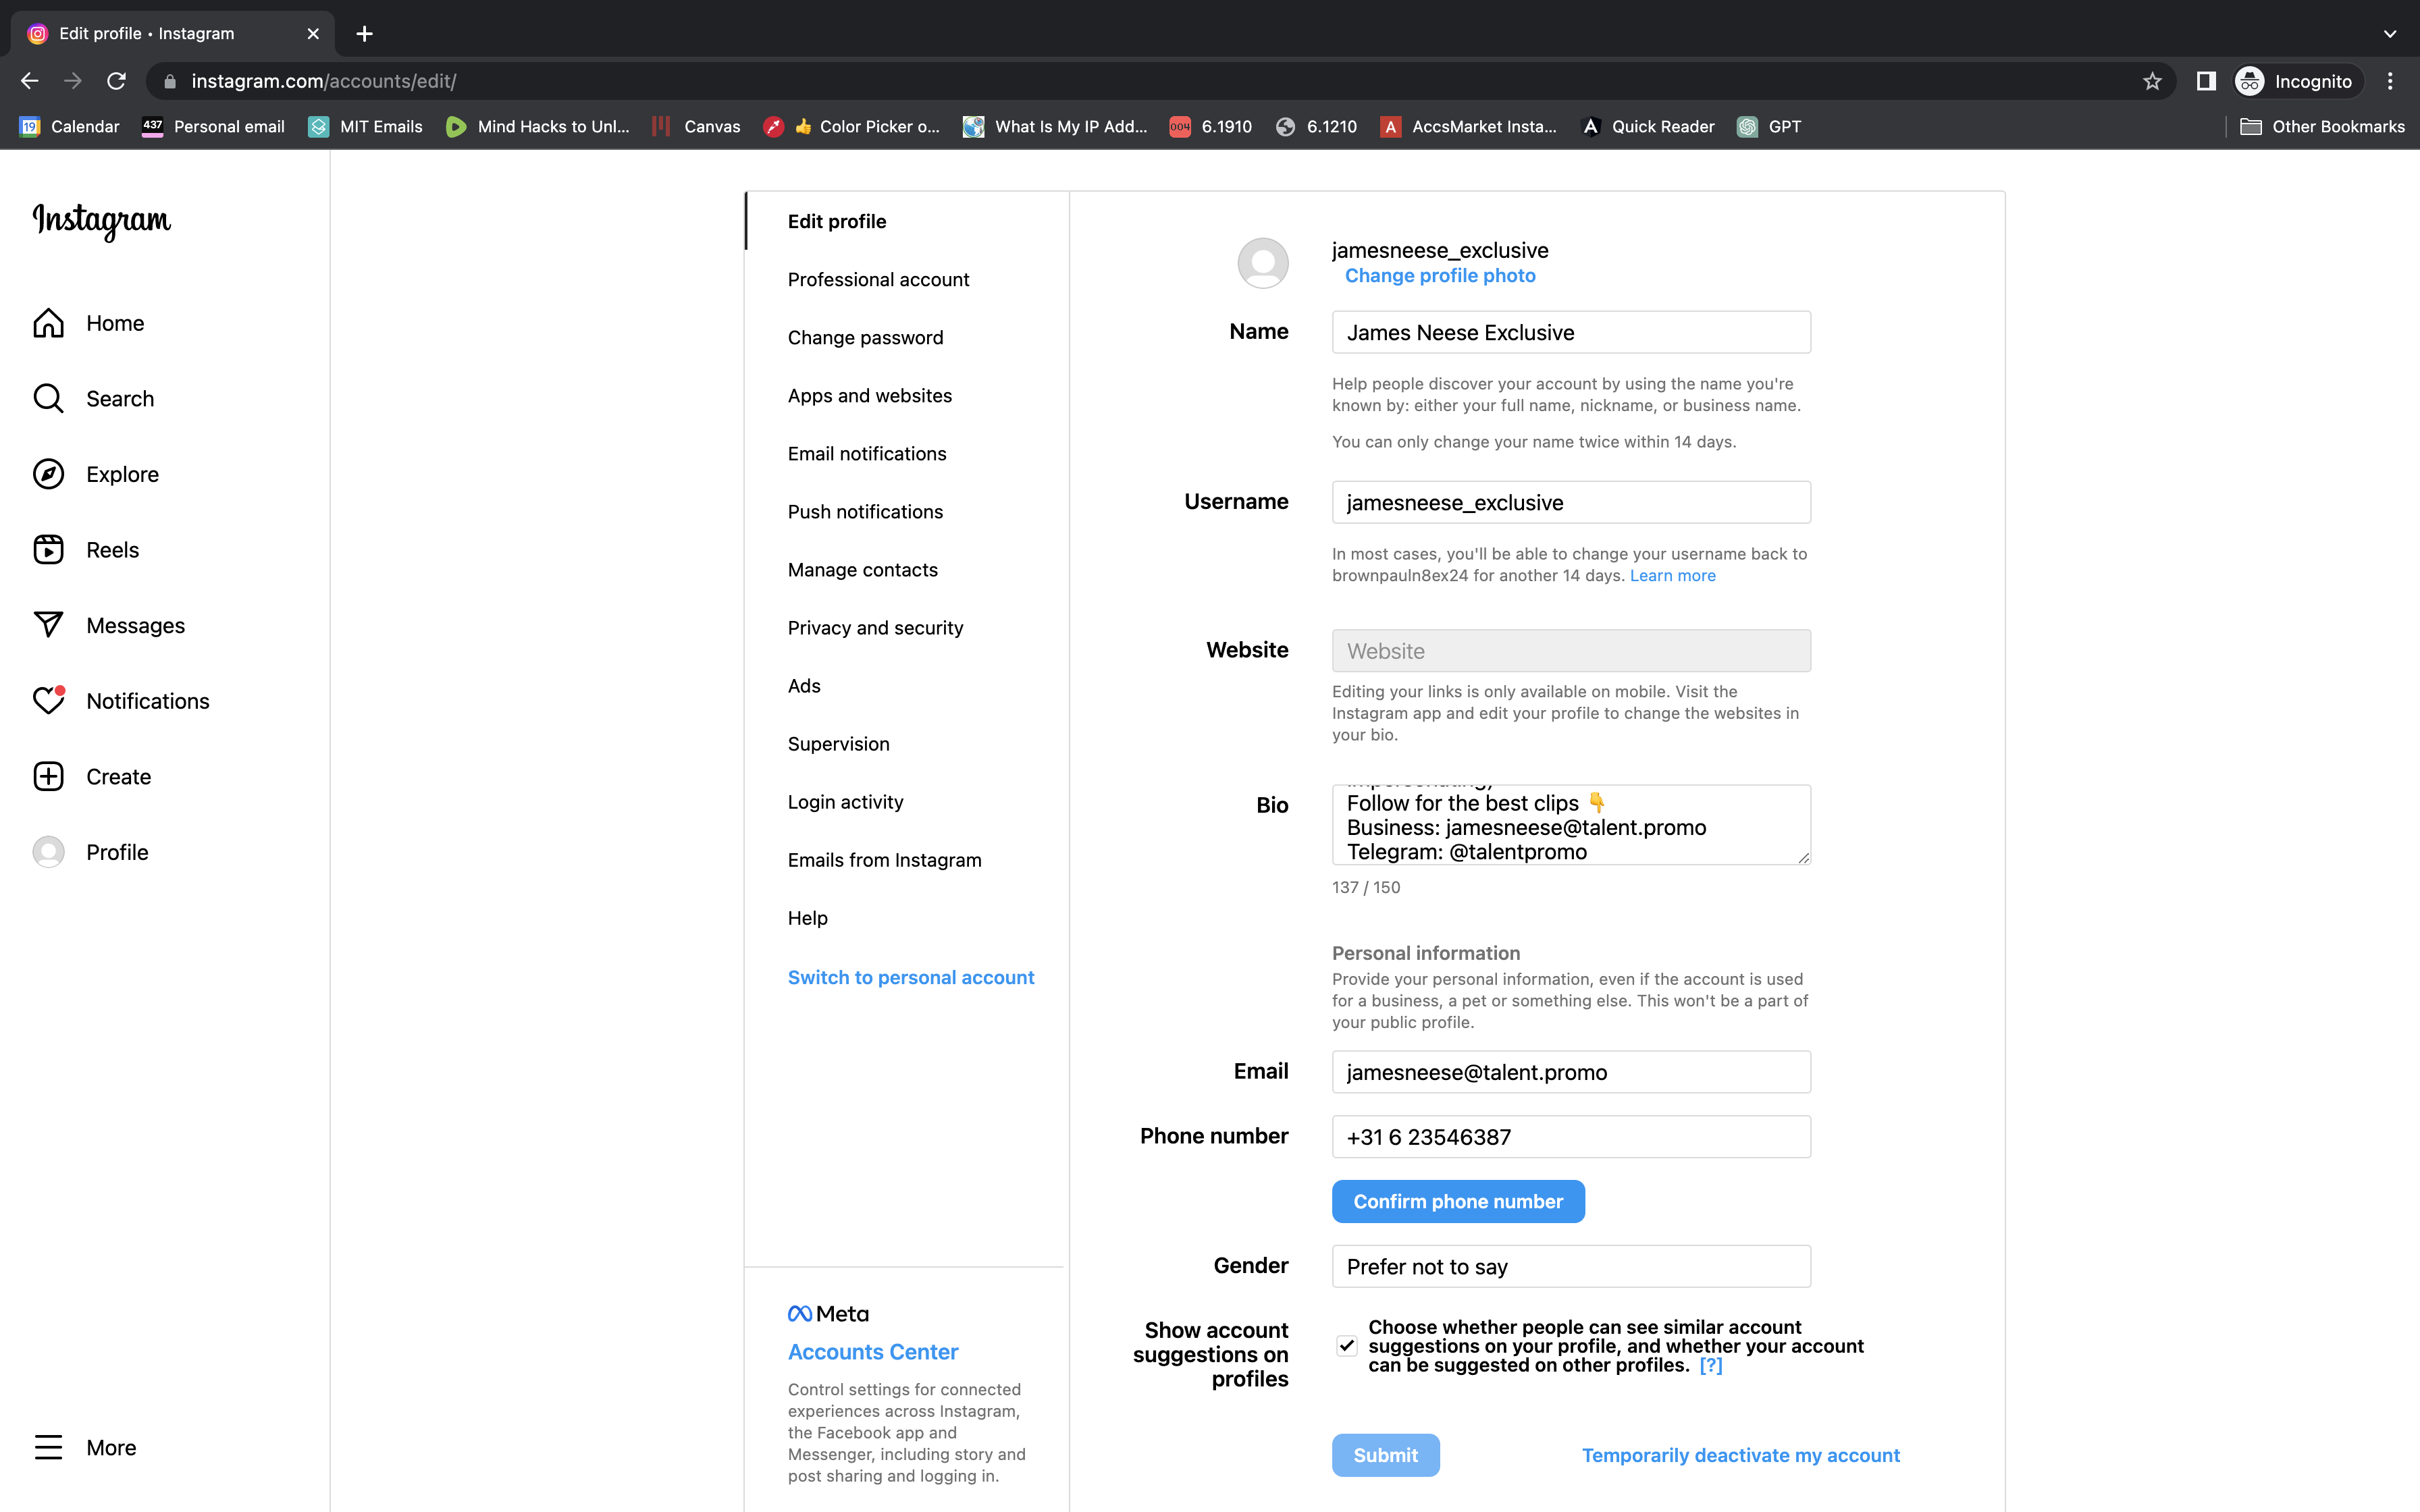 Edit profile • Instagram
instagram.com/accounts/edit/
Incognito
Calendar
437 Personal email
MIT Emails
Mind Hacks to Unl...
Canvas
👍 Color Picker o...
What Is My IP Add...
004 6.1910
6.1210
A AccsMarket Insta...
Quick Reader
GPT
Other Bookmarks
Instagram
Home
Search
Explore
Reels
Messages
Notifications
Create
Profile
More
Edit profile
Professional account
Change password
Apps and websites
Email notifications
Push notifications
Manage contacts
Privacy and security
Ads
Supervision
Login activity
Emails from Instagram
Help
Switch to personal account
Meta
Accounts Center
Control settings for connected
experiences across Instagram,
the Facebook app and
Messenger, including story and
post sharing and logging in.
jamesneese_exclusive
Change profile photo
Name
James Neese Exclusive
Help people discover your account by using the name you're
known by: either your full name, nickname, or business name.
You can only change your name twice within 14 days.
Username
jamesneese_exclusive
In most cases, you'll be able to change your username back to
brownpauln8ex24 for another 14 days. Learn more
Website
Website
Editing your links is only available on mobile. Visit the
Instagram app and edit your profile to change the websites in
your bio.
Bio
Follow for the best clips 👇
Business: jamesneese@talent.promo
Telegram: @talentpromo
137 / 150
Personal information
Provide your personal information, even if the account is used
for a business, a pet or something else. This won't be a part of
your public profile.
Email
jamesneese@talent.promo
Phone number
+31 6 23546387
Confirm phone number
Gender
Prefer not to say
Show account
suggestions on
profiles
Choose whether people can see similar account
suggestions on your profile, and whether your account
can be suggested on other profiles. [?]
Submit
Temporarily deactivate my account